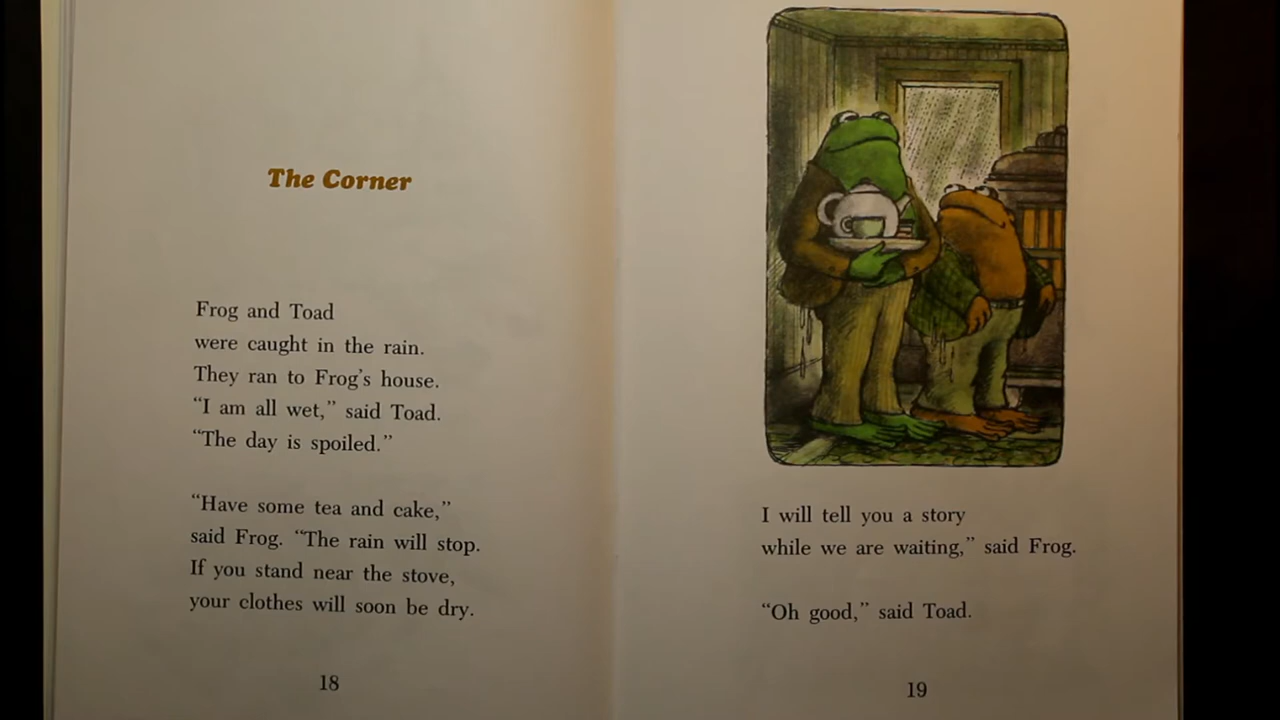 The Corner
Frog and Toad
were caught in the rain.
They ran to Frog's house.
“I am all wet,” said Toad.
“The day is spoiled.”
“Have some tea and cake,”
said Frog. “The rain will stop.
If you stand near the stove,
your clothes will soon be dry.
18
I will tell you a story
while we are waiting,” said Frog.
“Oh good,” said Toad.
19